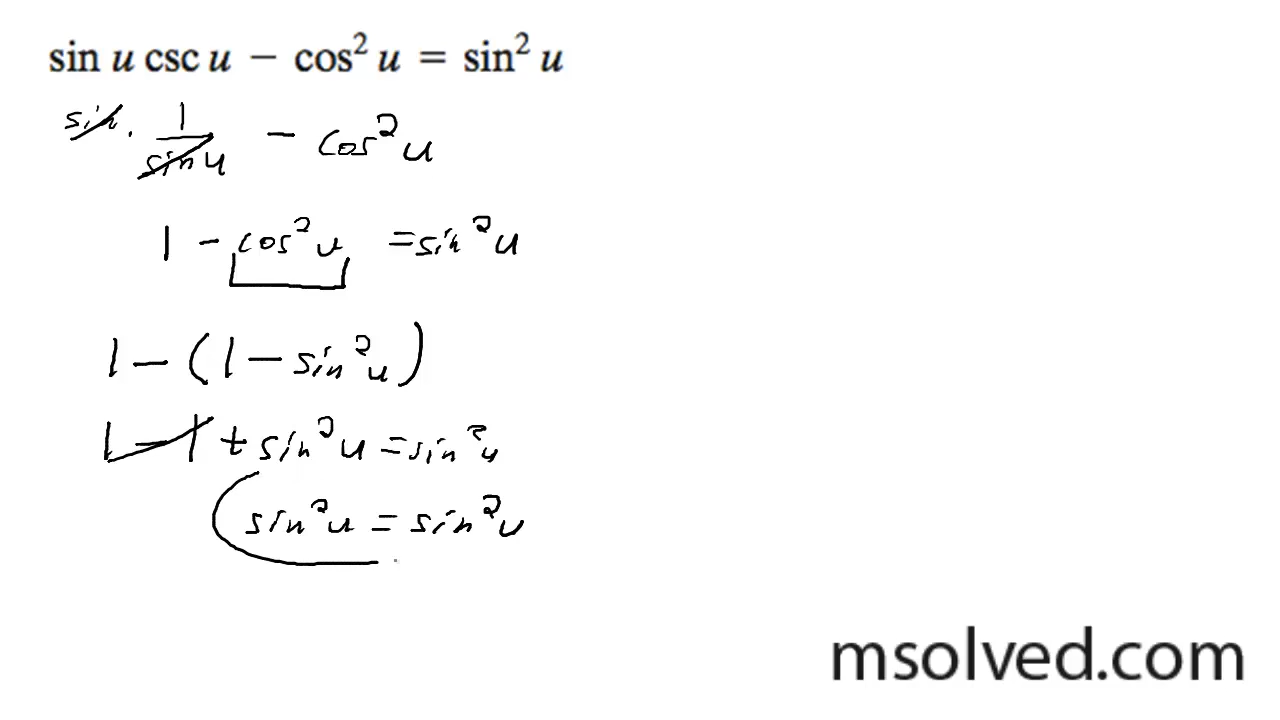 sin u csc u − cos² u = sin² u
sin · 1/sin u − cos² u
1 − cos² u = sin² u
1 − (1 − sin² u)
1 − 1 + sin² u = sin² u
sin² u = sin² u
msolved.com